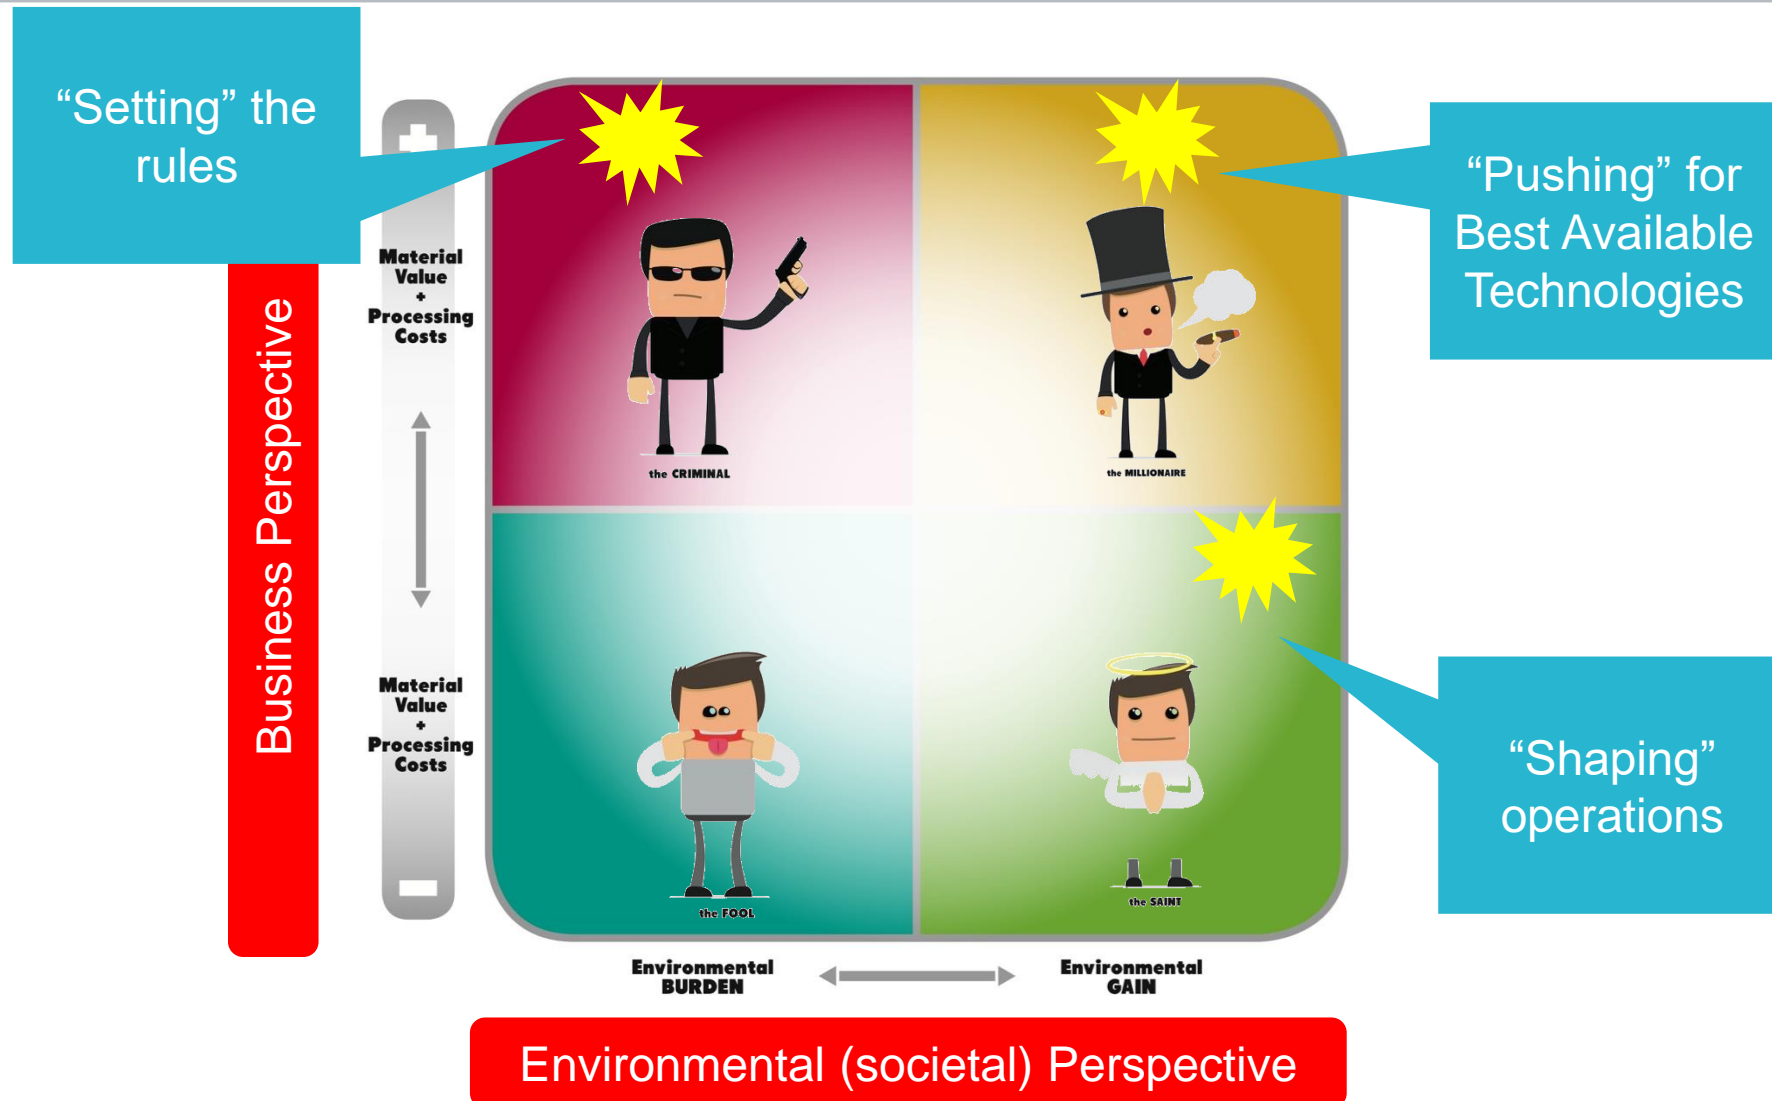 “Setting” the
rules
“Pushing” for
Best Available
Technologies
Material
Value
+
Processing
Costs
Business Perspective
the CRIMINAL
the MILLIONAIRE
Material
Value
+
Processing
Costs
“Shaping”
operations
the FOOL
the SAINT
Environmental
BURDEN
Environmental
GAIN
Environmental (societal) Perspective